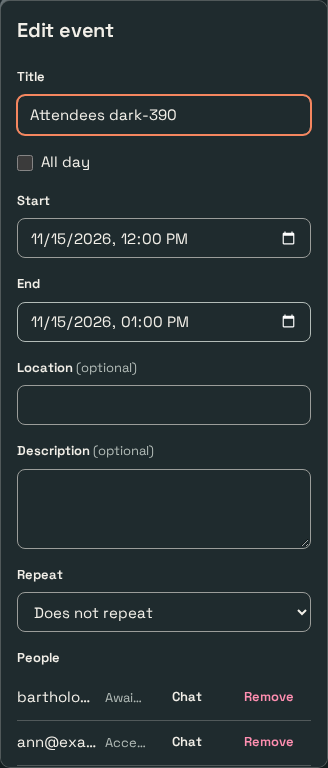 Edit event
Title
Attendees dark-390
All day
Start
11/15/2026, 12:00 PM
End
11/15/2026, 01:00 PM
Location (optional)
Description (optional)
Repeat
Does not repeat
People
bartholo... Awai... Chat Remove
ann@exa... Acce... Chat Remove